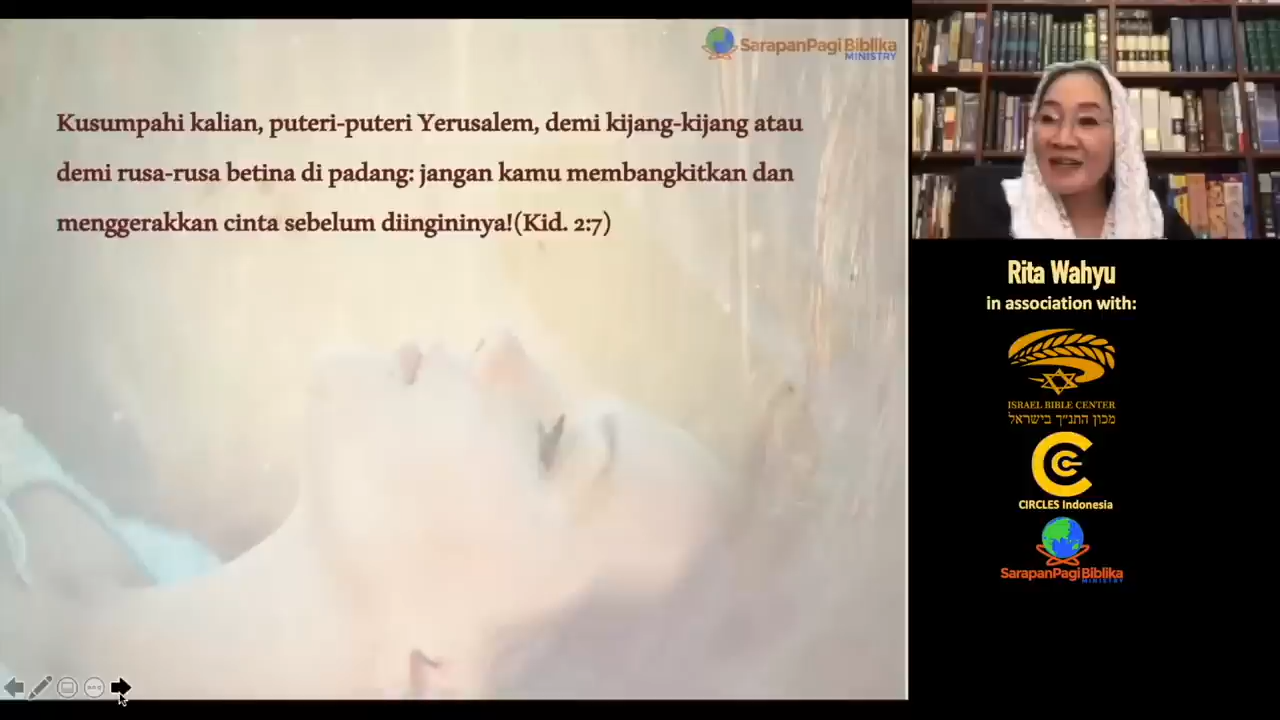 SarapanPagi Biblika
MINISTRY
Kusumpahi kalian, puteri-puteri Yerusalem, demi kijang-kijang atau
demi rusa-rusa betina di padang: jangan kamu membangkitkan dan
menggerakkan cinta sebelum diingininya!(Kid. 2:7)
Rita Wahyu
in association with:
ISRAEL BIBLE CENTER
מכון התנ״ך בישראל
CIRCLES Indonesia
SarapanPagi Biblika
MINISTRY